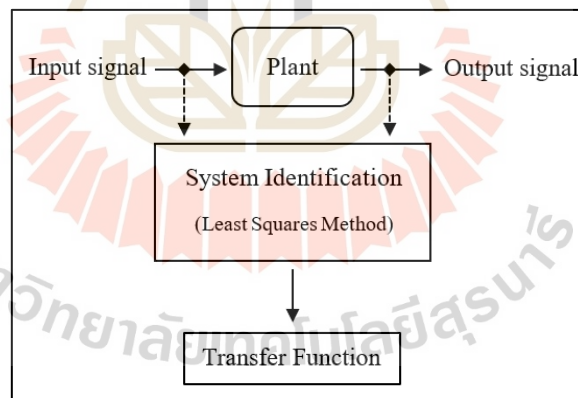 Input signal
Plant
Output signal
System Identification
(Least Squares Method)
Transfer Function